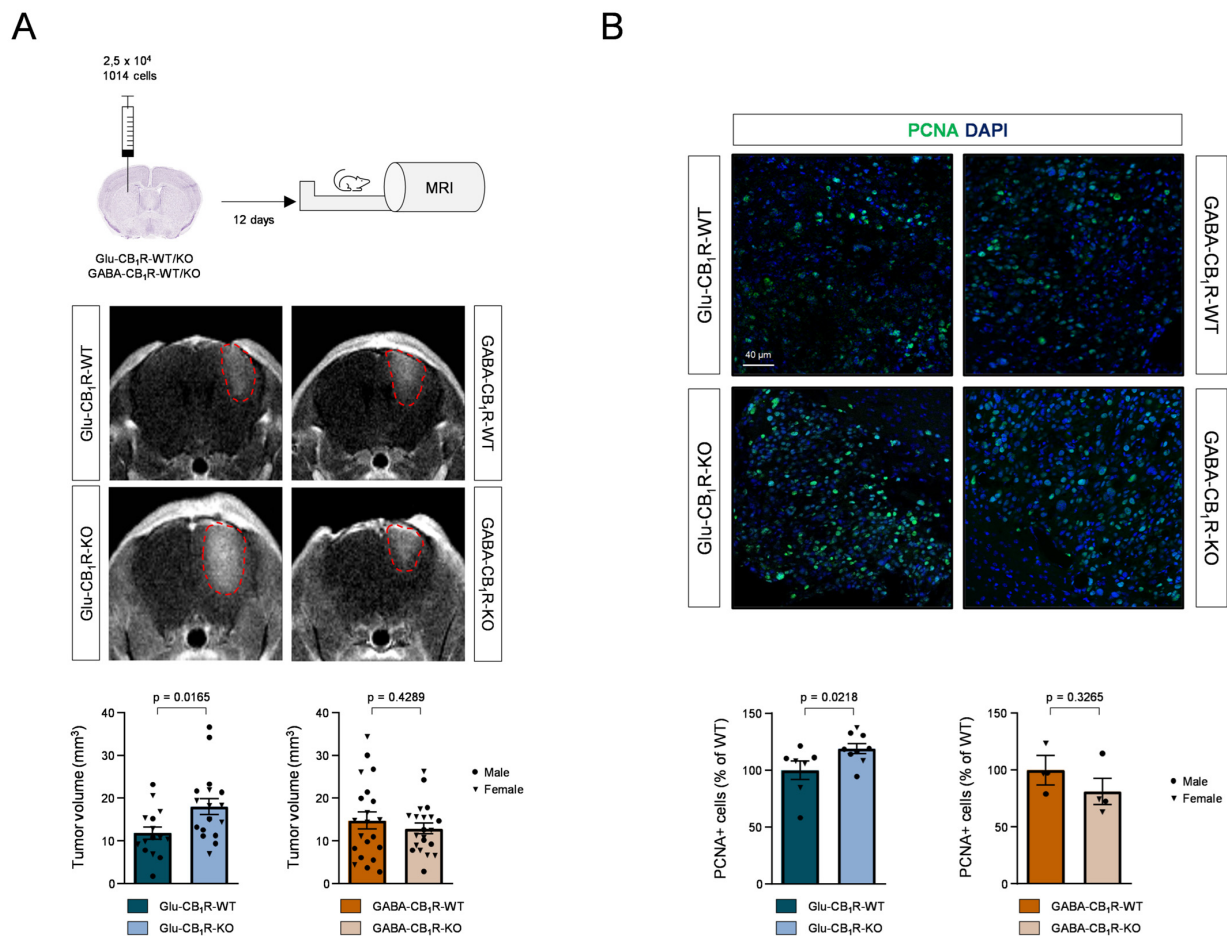 A
2,5 x 10⁴
1014 cells
12 days
MRI
Glu-CB₁R-WT/KO
GABA-CB₁R-WT/KO
Glu-CB₁R-WT
GABA-CB₁R-WT
Glu-CB₁R-KO
GABA-CB₁R-KO
p = 0.0165
Tumor volume (mm³)
40
30
20
10
0
Glu-CB₁R-WT
Glu-CB₁R-KO
p = 0.4289
Tumor volume (mm³)
40
30
20
10
0
Male
Female
GABA-CB₁R-WT
GABA-CB₁R-KO
B
PCNA DAPI
Glu-CB₁R-WT
GABA-CB₁R-WT
40 µm
Glu-CB₁R-KO
GABA-CB₁R-KO
p = 0.0218
PCNA+ cells (% of WT)
150
100
50
0
Glu-CB₁R-WT
Glu-CB₁R-KO
p = 0.3265
PCNA+ cells (% of WT)
150
100
50
0
Male
Female
GABA-CB₁R-WT
GABA-CB₁R-KO